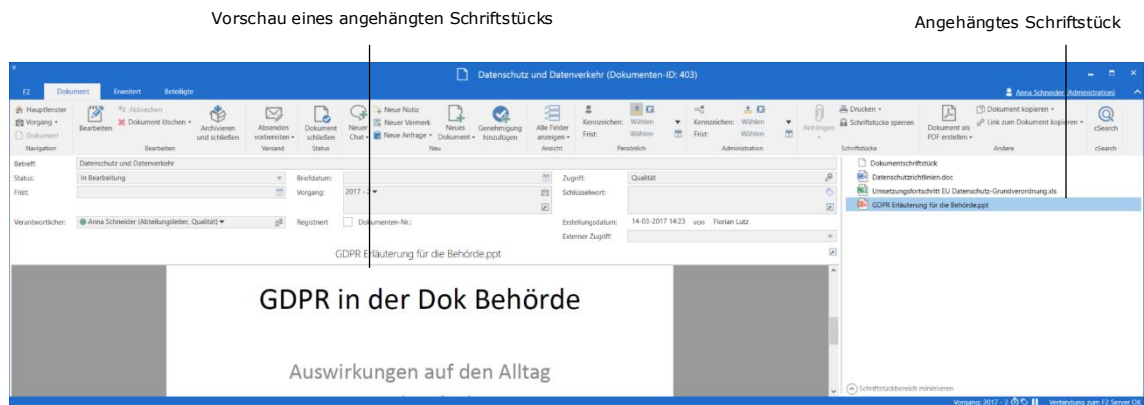 Vorschau eines angehängten Schriftstücks
Angehängtes Schriftstück
Datenschutz und Datenverkehr (Dokumenten-ID: 403)
F2 Dokument Erweitert Beteiligte
Anna Schneider (Administration)
Hauptfenster
Vorgang
Dokument
Navigation
Bearbeiten
Abbrechen
Dokument löschen
Archivieren und schließen
Bearbeiten
Absenden vorbereiten
Versand
Dokument schließen
Status
Neuer Chat
Neue Notiz
Neuer Vermerk
Neue Anfrage
Neues Dokument
Genehmigung hinzufügen
Neu
Alle Felder anzeigen
Ansicht
Kennzeichen: Wählen
Frist: Wählen
Persönlich
Kennzeichen: Wählen
Frist: Wählen
Administration
Anhängen
Drucken
Schriftstücke sperren
Schriftstücke
Dokument als PDF erstellen
Dokument kopieren
Link zum Dokument kopieren
Andere
cSearch
cSearch
Betreff: Datenschutz und Datenverkehr
Status: In Bearbeitung Briefdatum: Zugriff: Qualität
Frist: Vorgang: 2017 - 2 Schlüsselwort:
Verantwortlicher: Anna Schneider (Abteilungsleiter, Qualität) Registriert Dokumenten-Nr.: Erstellungsdatum: 14-03-2017 14:23 von Florian Lutz
Externer Zugriff:
Dokumentschriftstück
Datenschutzrichtlinien.doc
Umsetzungsfortschritt EU Datenschutz-Grundverordnung.xls
GDPR Erläuterung für die Behörde.ppt
GDPR Erläuterung für die Behörde.ppt
GDPR in der Dok Behörde
Auswirkungen auf den Alltag
Schriftstückbereich minimieren
Vorgang: 2017 - 2 Verbindung zum F2 Server OK